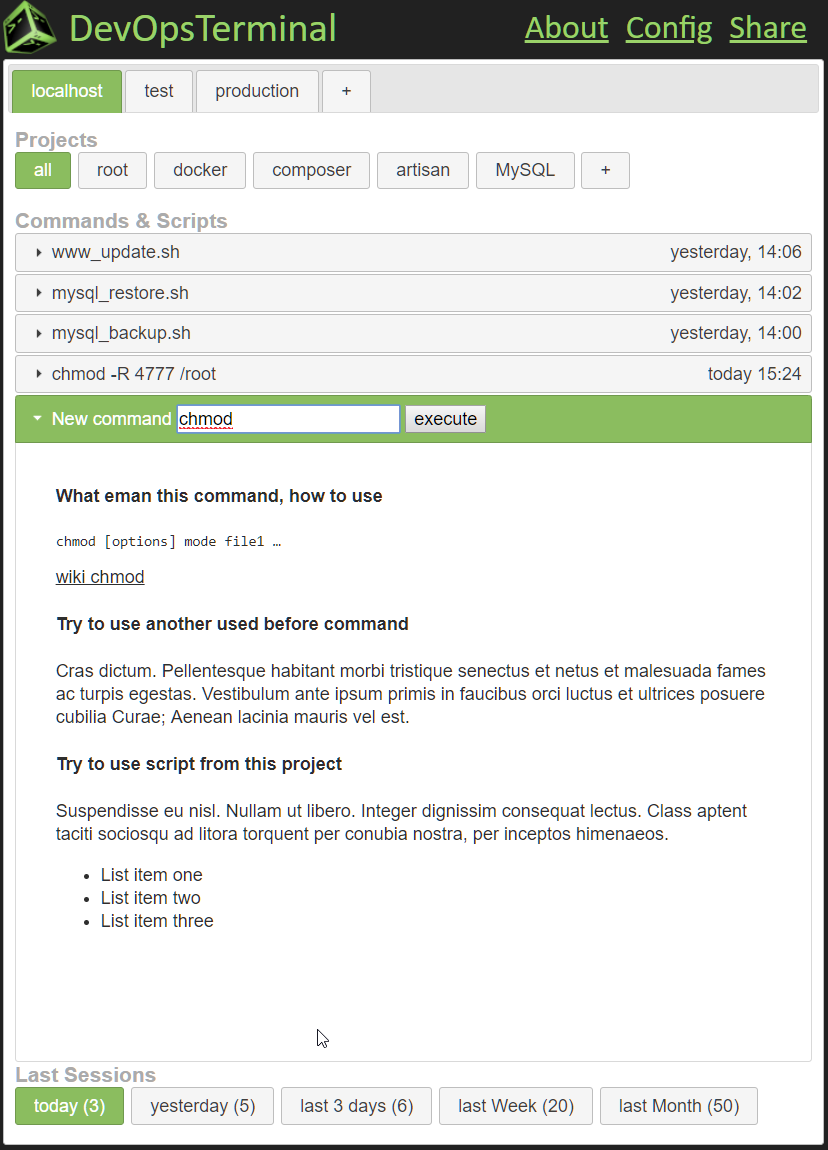 DevOpsTerminal About Config Share
localhost test production +
Projects
all root docker composer artisan MySQL +
Commands & Scripts
www_update.sh yesterday, 14:06
mysql_restore.sh yesterday, 14:02
mysql_backup.sh yesterday, 14:00
chmod -R 4777 /root today 15:24
New command chmod execute
What eman this command, how to use
chmod [options] mode file1 …
wiki chmod
Try to use another used before command
Cras dictum. Pellentesque habitant morbi tristique senectus et netus et malesuada fames
ac turpis egestas. Vestibulum ante ipsum primis in faucibus orci luctus et ultrices posuere
cubilia Curae; Aenean lacinia mauris vel est.
Try to use script from this project
Suspendisse eu nisl. Nullam ut libero. Integer dignissim consequat lectus. Class aptent
taciti sociosqu ad litora torquent per conubia nostra, per inceptos himenaeos.
• List item one
• List item two
• List item three
Last Sessions
today (3) yesterday (5) last 3 days (6) last Week (20) last Month (50)